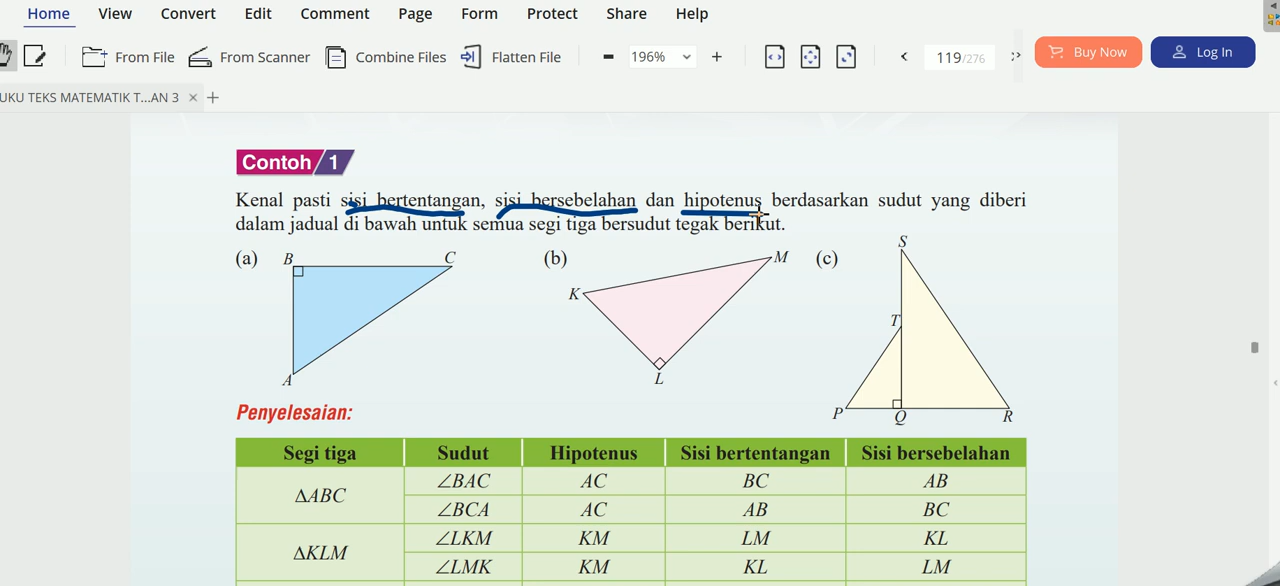 Home View Convert Edit Comment Page Form Protect Share Help
From File From Scanner Combine Files Flatten File 196% 119/276 Buy Now Log In
UKU TEKS MATEMATIK T...AN 3
Contoh 1
Kenal pasti sisi bertentangan, sisi bersebelahan dan hipotenus berdasarkan sudut yang diberi
dalam jadual di bawah untuk semua segi tiga bersudut tegak berikut.
(a) B C (b) M (c) S
K
T
A L
P Q R
Penyelesaian:
Segi tiga Sudut Hipotenus Sisi bertentangan Sisi bersebelahan
ΔABC ∠BAC AC BC AB
∠BCA AC AB BC
ΔKLM ∠LKM KM LM KL
∠LMK KM KL LM